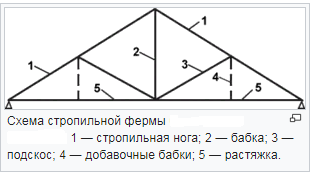 1
1
2
3
4
5
5
Схема стропильной фермы
1 — стропильная нога; 2 — бабка; 3 —
подскос; 4 — добавочные бабки; 5 — растяжка.